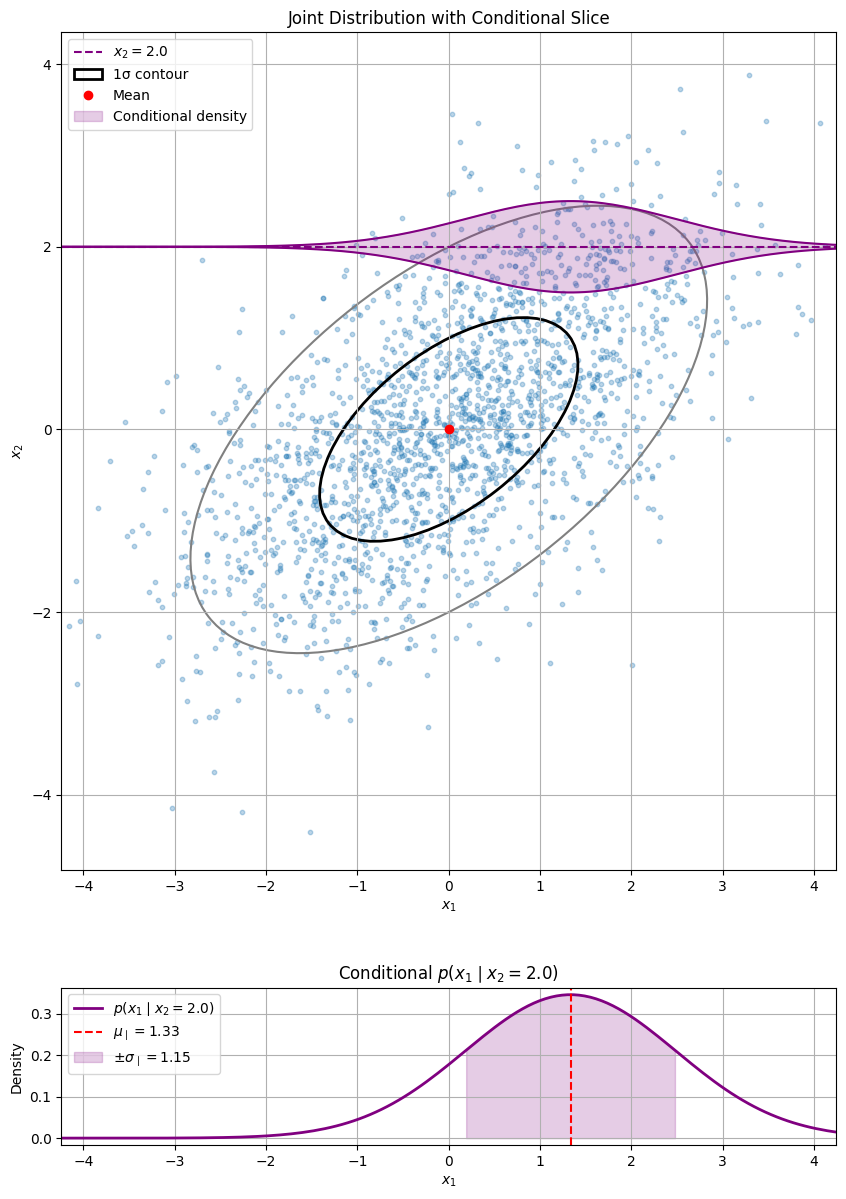 Joint Distribution with Conditional Slice
x₂ = 2.0
1σ contour
Mean
Conditional density
4
2
0
−2
−4
x₂
−4 −3 −2 −1 0 1 2 3 4
x₁
Conditional p(x₁ | x₂ = 2.0)
p(x₁ | x₂ = 2.0)
μ∣ = 1.33
±σ∣ = 1.15
0.3
0.2
0.1
0.0
Density
−4 −3 −2 −1 0 1 2 3 4
x₁